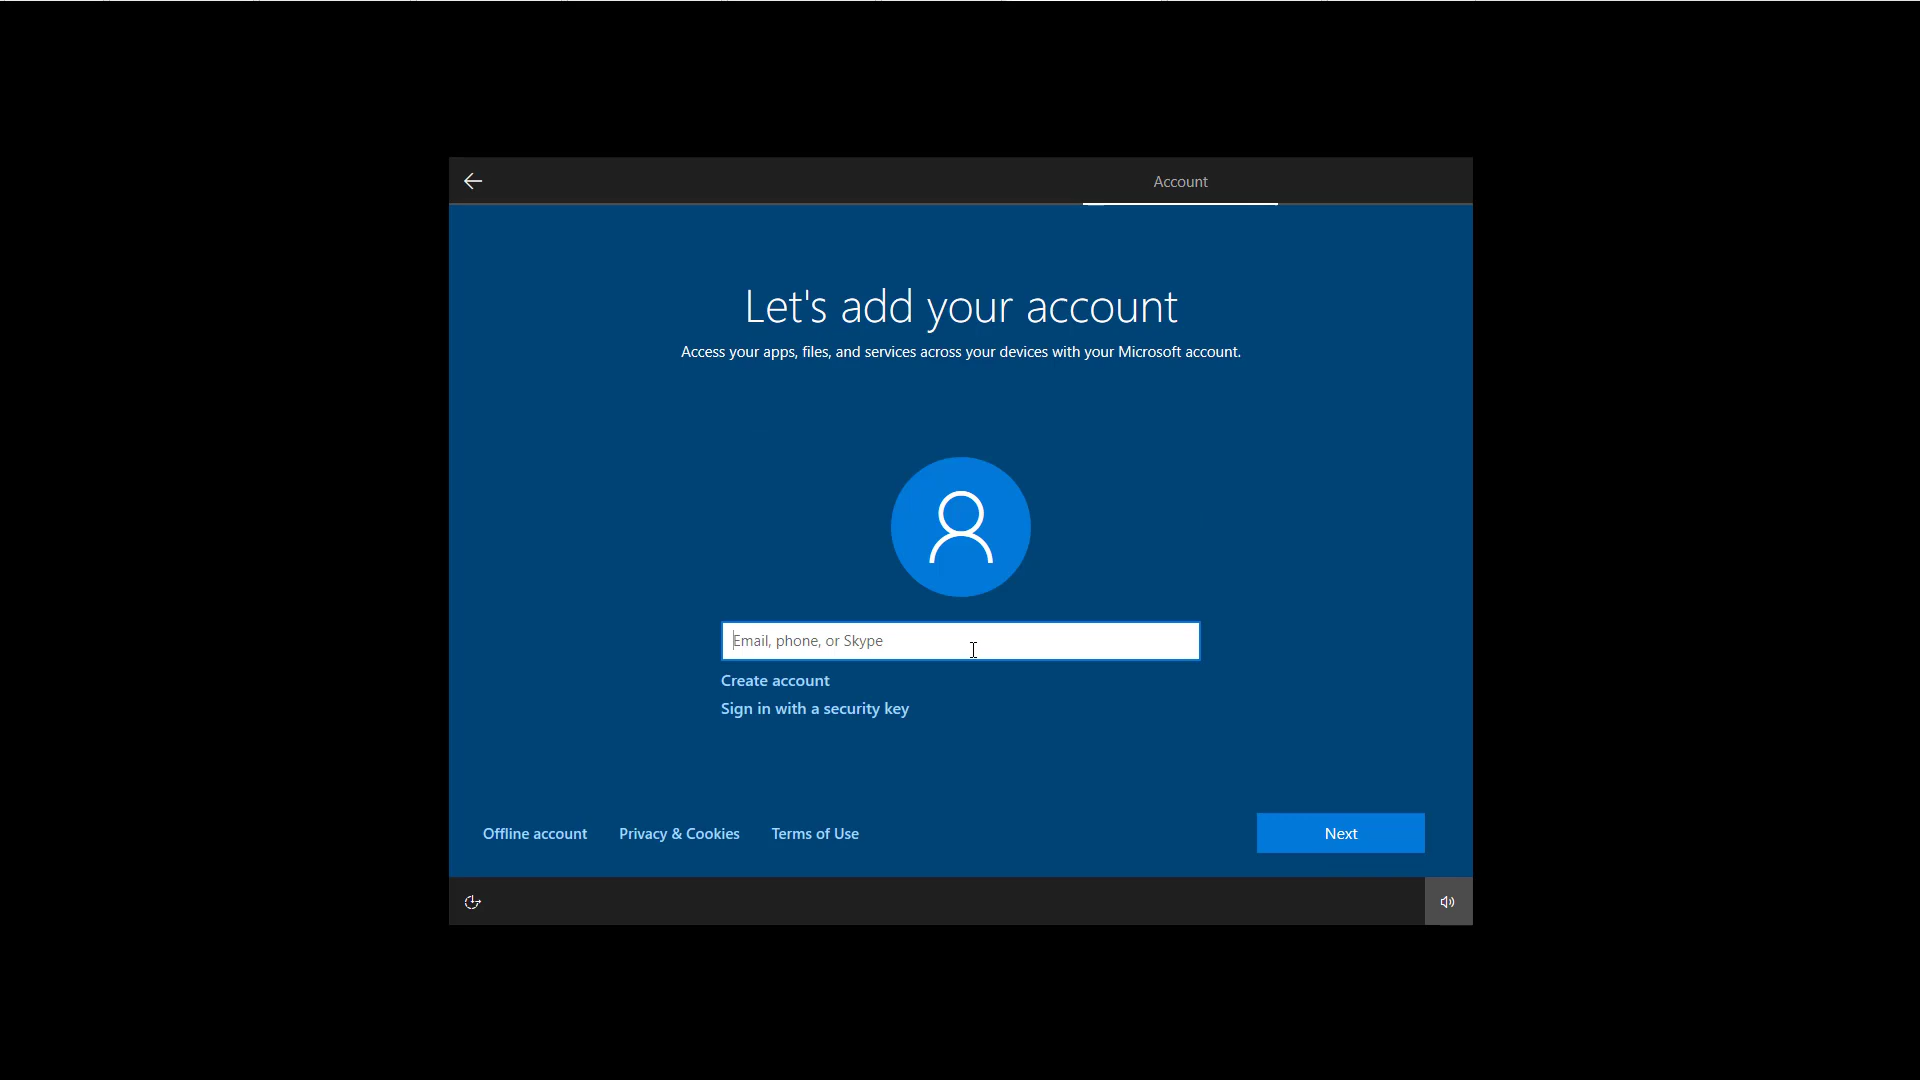 Account
Let's add your account
Access your apps, files, and services across your devices with your Microsoft account.
Email, phone, or Skype
Create account
Sign in with a security key
Offline account Privacy & Cookies Terms of Use Next